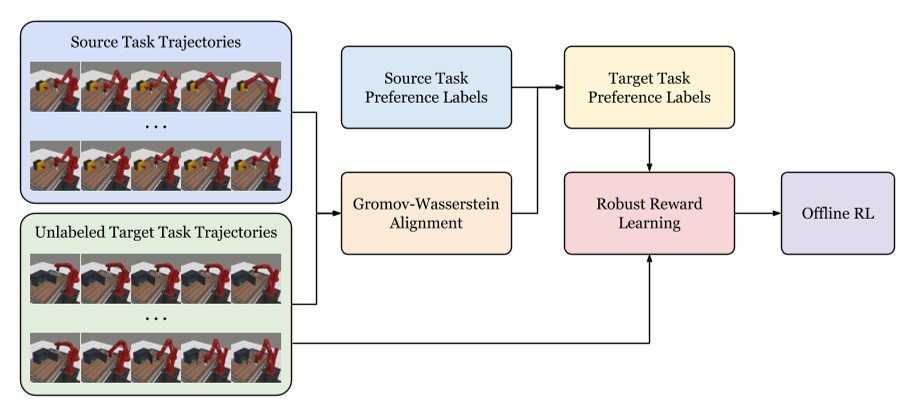 Source Task Trajectories
...
Unlabeled Target Task Trajectories
...
Source Task
Preference Labels
Gromov-Wasserstein
Alignment
Target Task
Preference Labels
Robust Reward
Learning
Offline RL